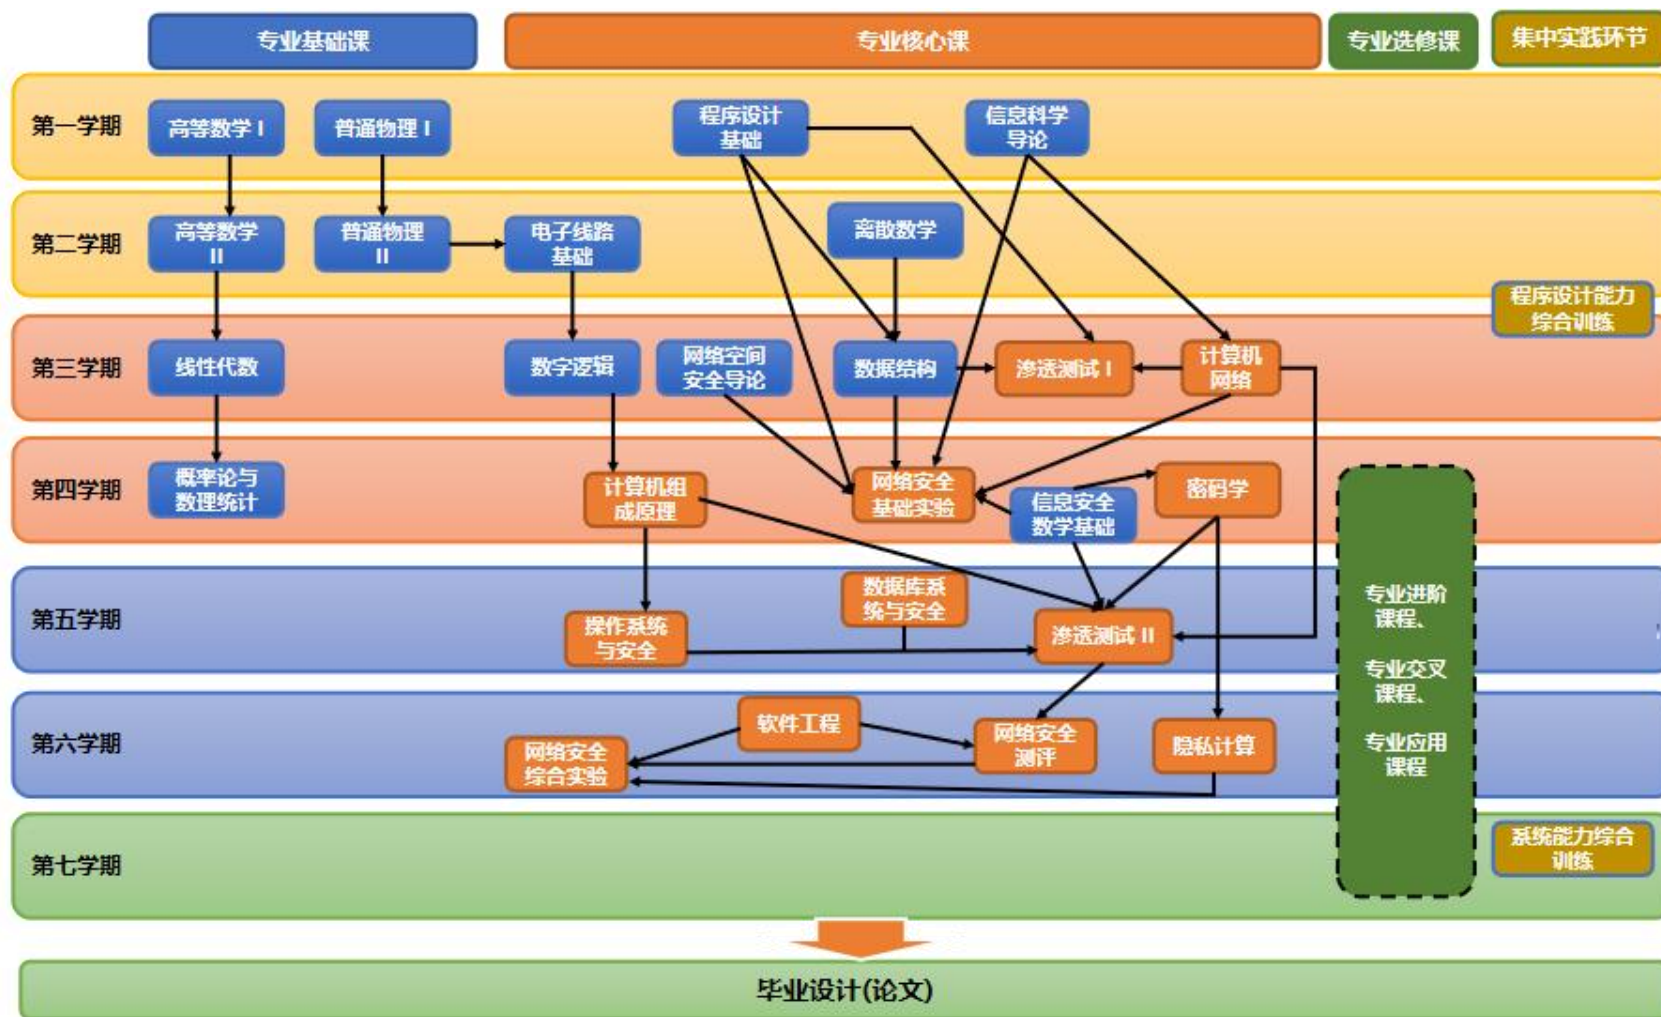 专业基础课
专业核心课
专业选修课
集中实践环节
第一学期
高等数学 I
普通物理 I
程序设计
基础
信息科学
导论
第二学期
高等数学
II
普通物理
II
电子线路
基础
离散数学
程序设计能力
综合训练
第三学期
线性代数
数字逻辑
网络空间
安全导论
数据结构
渗透测试 I
计算机
网络
第四学期
概率论与
数理统计
计算机组
成原理
网络安全
基础实验
信息安全
数学基础
密码学
第五学期
操作系统
与安全
数据库系
统与安全
渗透测试 II
专业进阶
课程、
专业交叉
课程、
专业应用
课程
第六学期
网络安全
综合实验
软件工程
网络安全
测评
隐私计算
第七学期
系统能力综合
训练
毕业设计(论文)